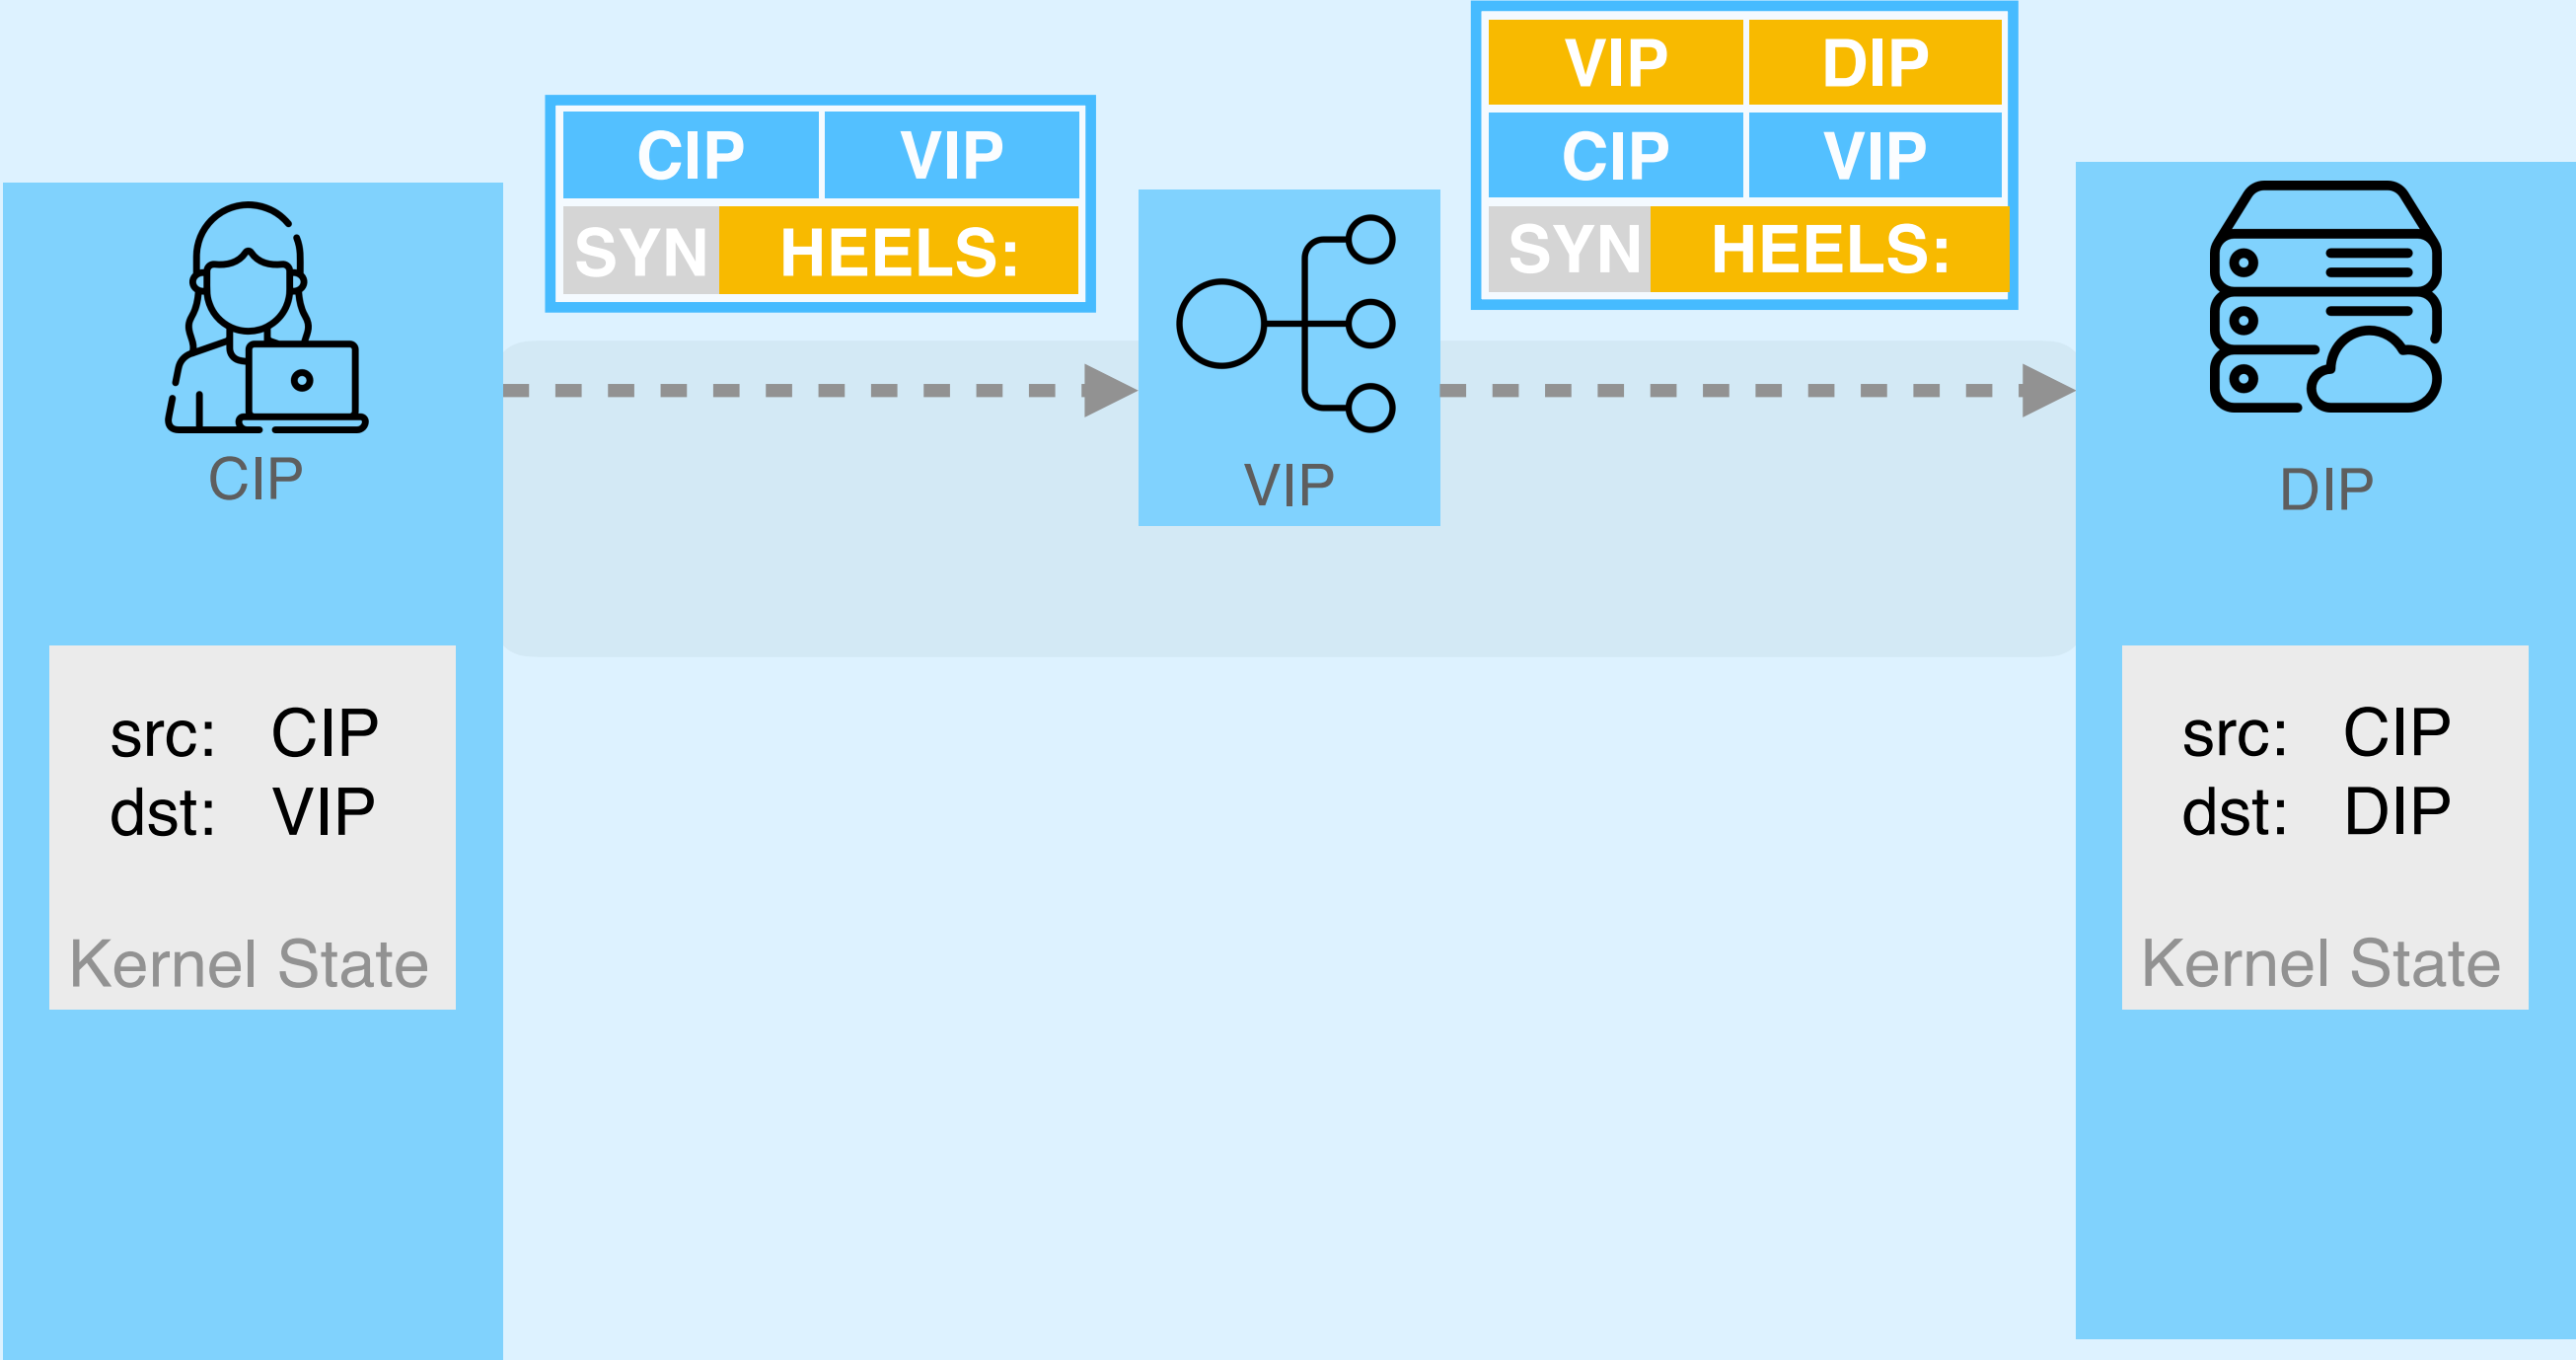 VIP DIP
CIP VIP
CIP VIP
SYN HEELS:
SYN HEELS:
CIP
VIP
DIP
src: CIP
dst: VIP
Kernel State
src: CIP
dst: DIP
Kernel State